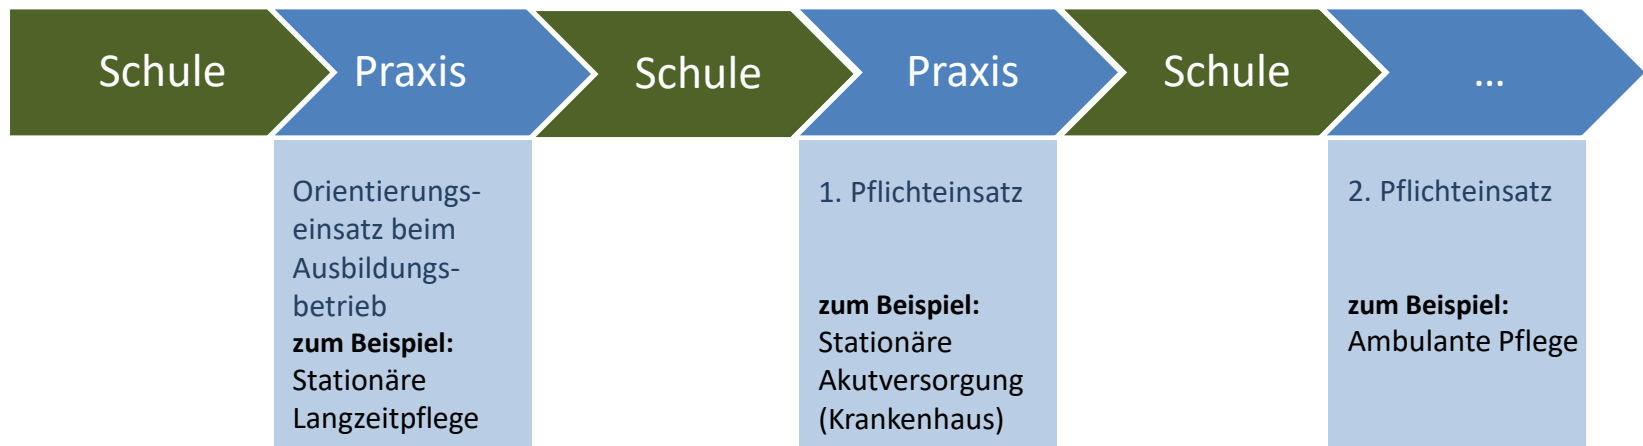 Schule
Praxis
Schule
Praxis
Schule
...
Orientierungs-
einsatz beim
Ausbildungs-
betrieb
zum Beispiel:
Stationäre
Langzeitpflege
1. Pflichteinsatz
zum Beispiel:
Stationäre
Akutversorgung
(Krankenhaus)
2. Pflichteinsatz
zum Beispiel:
Ambulante Pflege